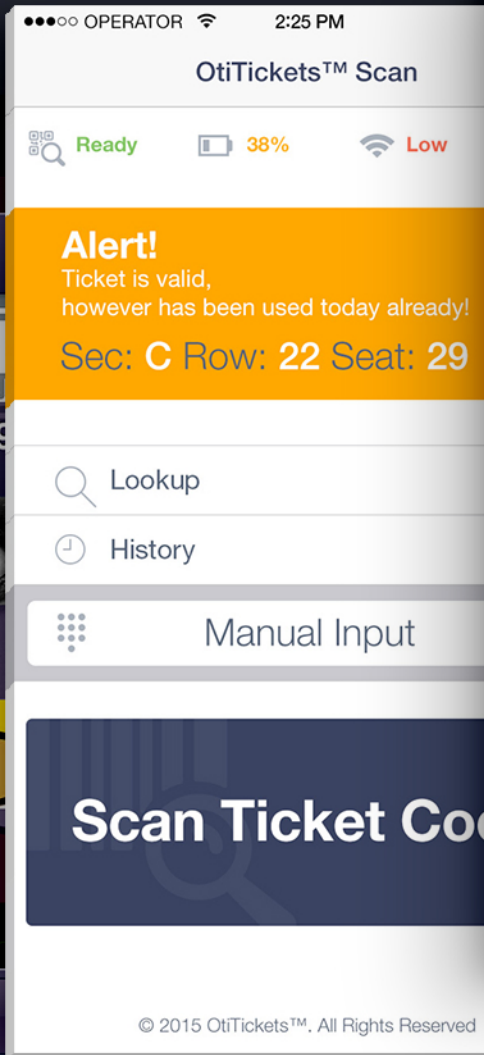 OPERATOR 2:25 PM
OtiTickets™ Scan
Ready 38% Low
Alert!
Ticket is valid,
however has been used today already!
Sec: C Row: 22 Seat: 29
Lookup
History
Manual Input
Scan Ticket
© 2015 OtiTickets™. All Rights Reserved